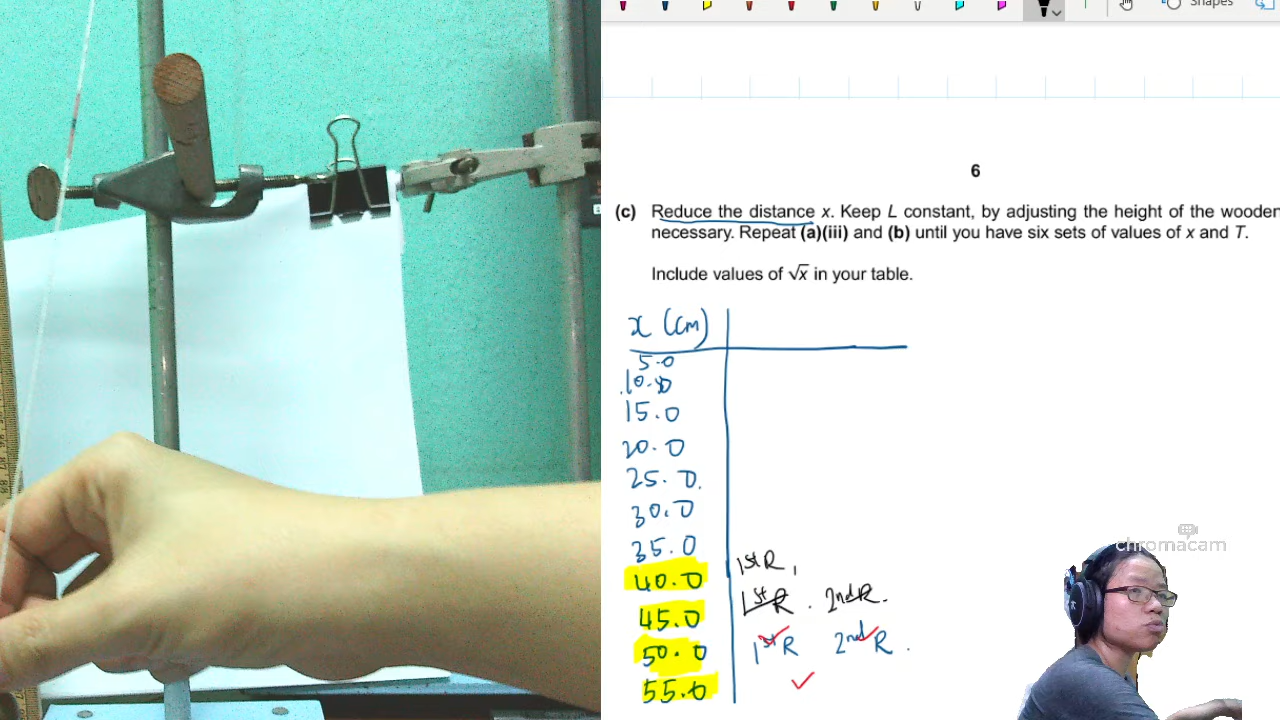 Shapes
6
(c) Reduce the distance x. Keep L constant, by adjusting the height of the wooden
necessary. Repeat (a)(iii) and (b) until you have six sets of values of x and T.
Include values of √x in your table.
x (cm)
5.0
10.0
15.0
20.0
25.0
30.0
35.0
40.0 1st R
45.0 1st R 2nd R
50.0 1st R 2nd R
55.0
chromacam